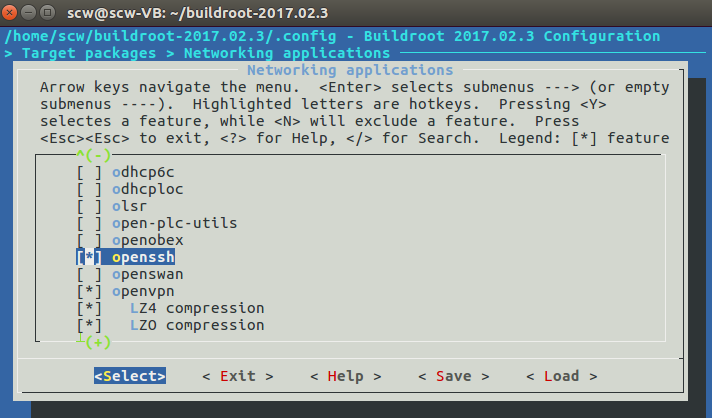 scw@scw-VB: ~/buildroot-2017.02.3
/home/scw/buildroot-2017.02.3/.config - Buildroot 2017.02.3 Configuration
> Target packages > Networking applications
Networking applications
Arrow keys navigate the menu.  <Enter> selects submenus ---> (or empty
submenus ----).  Highlighted letters are hotkeys.  Pressing <Y>
selectes a feature, while <N> will exclude a feature.  Press
<Esc><Esc> to exit, <?> for Help, </> for Search.  Legend: [*] feature
^(-)
[ ] odhcp6c
[ ] odhcploc
[ ] olsr
[ ] open-plc-utils
[ ] openobex
[*] openssh
[ ] openswan
[*] openvpn
[*]   LZ4 compression
[*]   LZO compression
┴(+)
<Select>    < Exit >    < Help >    < Save >    < Load >